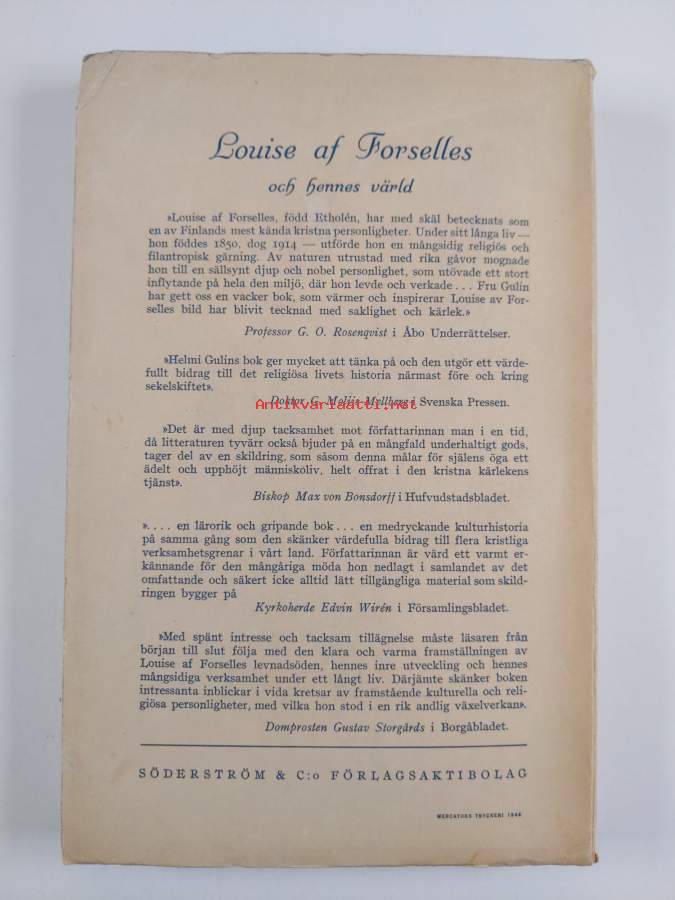 Louise af Forselles
och hennes värld
»Louise af Forselles, född Etholén, har med skäl betecknats som
en av Finlands mest kända kristna personligheter. Under sitt långa liv —
hon föddes 1850, dog 1914 — utförde hon en mångsidig religiös och
filantropisk gärning. Av naturen utrustad med rika gåvor mognade
hon till en sällsynt djup och nobel personlighet, som utövade ett stort
inflytande på hela den miljö, där hon levde och verkade... Fru Gulin
har gett oss en vacker bok, som värmer och inspirerar Louise av For-
selles bild har blivit tecknad med saklighet och kärlek.»
Professor G. O. Rosenqvist i Åbo Underrättelser.
»Helmi Gulins bok ger mycket att tänka på och den utgör ett värde-
fullt bidrag till det religiösa livets historia närmast före och kring
sekelskiftet».
Doktor G. Mellberg i Svenska Pressen.
Antikvariaatti.net
»Det är med djup tacksamhet mot författarinnan man i en tid,
då litteraturen tyvärr också bjuder på en mångfald underhaltigt gods,
tager del av en skildring, som såsom denna målar för själens öga ett
ädelt och upphöjt människoliv, helt offrat i den kristna kärlekens
tjänst».
Biskop Max von Bonsdorff i Hufvudstadsbladet.
».... en lärorik och gripande bok... en medryckande kulturhistoria
på samma gång som den skänker värdefulla bidrag till flera kristliga
verksamhetsgrenar i vårt land. Författarinnan är värd ett varmt er-
kännande för den mångåriga möda hon nedlagt i samlandet av det
omfattande och säkert icke alltid lätt tillgängliga material som skild-
ringen bygger på
Kyrkoherde Edvin Wirén i Församlingsbladet.
»Med spänt intresse och tacksam tillägnelse måste läsaren från
början till slut följa med den klara och varma framställningen av
Louise af Forselles levnadsöden, hennes inre utveckling och hennes
mångsidiga verksamhet under ett långt liv. Därjämte skänker boken
intressanta inblickar i vida kretsar av framstående kulturella och reli-
giösa personligheter, med vilka hon stod i en rik andlig växelverkan».
Domprosten Gustav Storgårds i Borgåbladet.
SÖDERSTRÖM & C:o FÖRLAGSAKTIBOLAG
MERCATORS TRYCKERI 1944